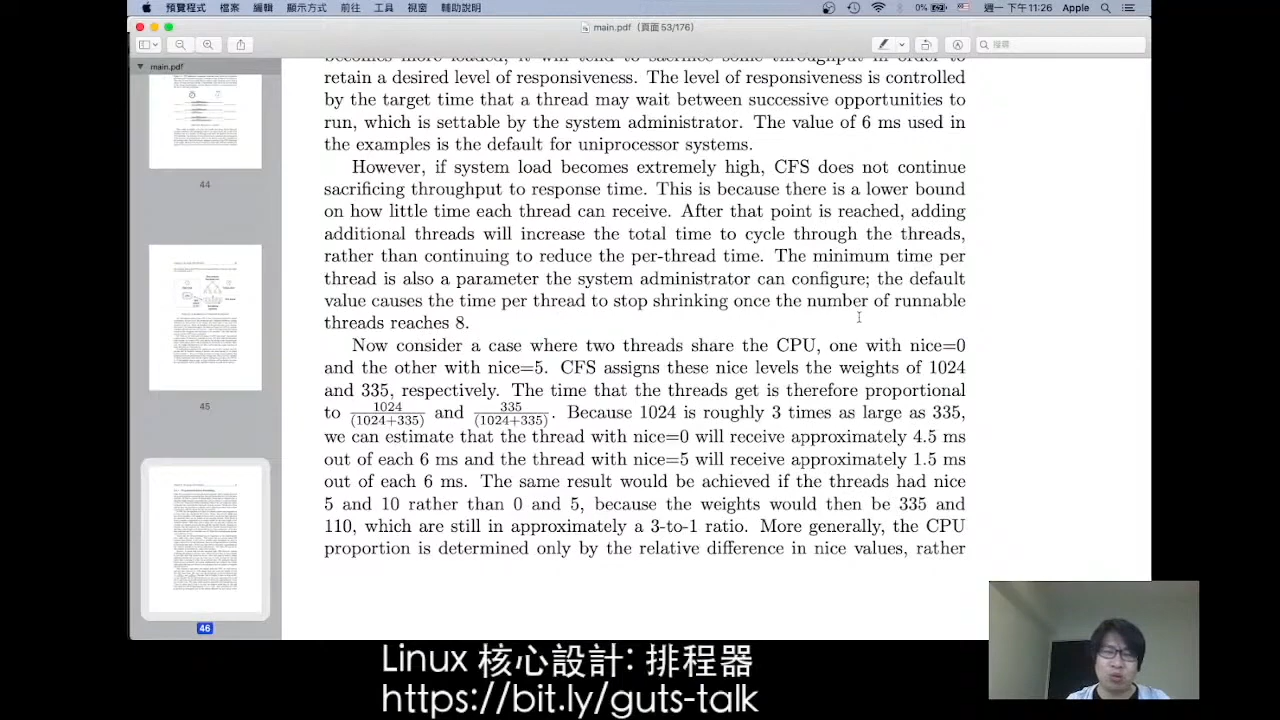 預覽程式 檔案 編輯 顯示方式 前往 工具 視窗 輔助說明
0% 週一 下午11:26 Apple
main.pdf（頁面 53/176）
搜尋
main.pdf
44
45
46
retain a desired level of responsiveness. The level of responsiveness is controlled
by the target time that a thread may wait between successive opportunities to
run, which is settable by the system administrator. The value of 6 ms used in
the examples is the default for uniprocessor systems.
However, if system load becomes extremely high, CFS does not continue
sacrificing throughput to response time. This is because there is a lower bound
on how little time each thread can receive. After that point is reached, adding
additional threads will increase the total time to cycle through the threads,
rather than continuing to reduce the per-thread time. The minimum time per
thread is also a parameter the system administrator can configure; the default
value causes the time per thread to stop shrinking once the number of runnable
threads reaches 8.
Now consider a case where two threads share the CPU, one with nice=0
and the other with nice=5. CFS assigns these nice levels the weights of 1024
and 335, respectively. The time that the threads get is therefore proportional
to 1024/(1024+335) and 335/(1024+335). Because 1024 is roughly 3 times as large as 335,
we can estimate that the thread with nice=0 will receive approximately 4.5 ms
out of each 6 ms and the thread with nice=5 will receive approximately 1.5 ms
out of each 6 ms. The same result would be achieved if the threads had nice
5 and 10 rather than 0 and 5, because the weights would then be 335 and
110, which are still in approximately a 3-to-1 ratio. More generally, the CPU
proportion is determined only by the relative difference in nice values, rather
Linux 核心設計: 排程器
https://bit.ly/guts-talk